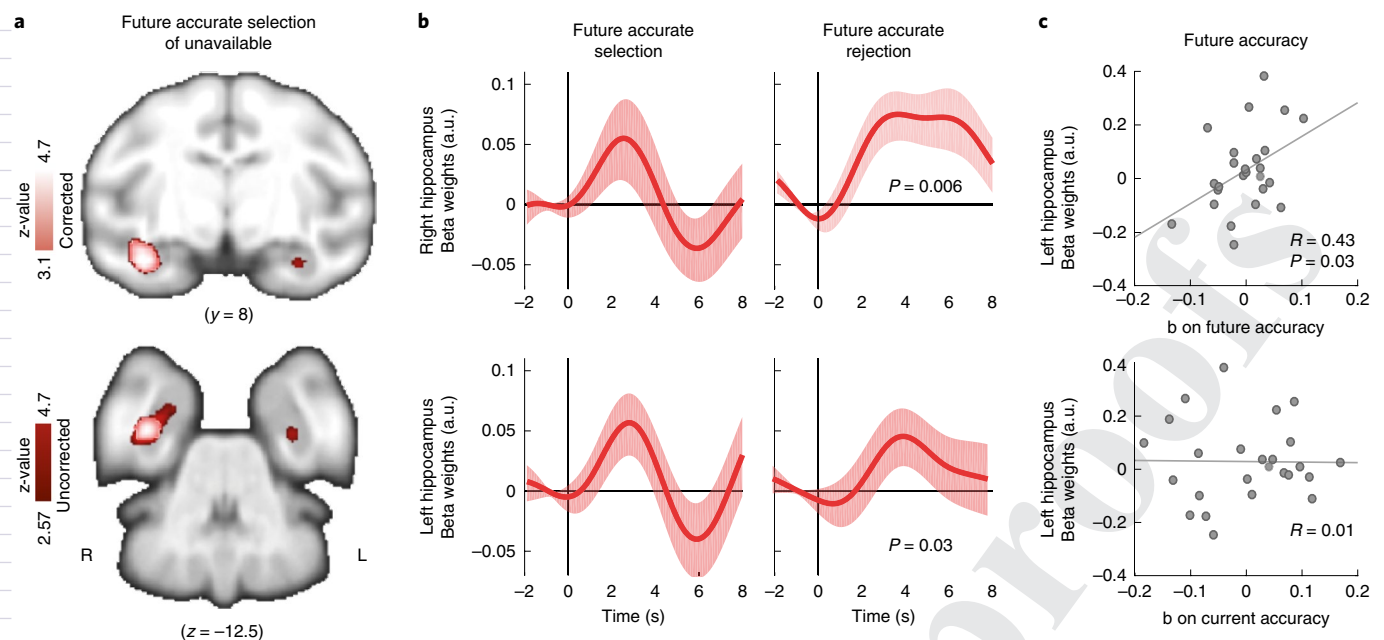 a
Future accurate selection
of unavailable
4.7
z-value
Corrected
3.1
(y = 8)
4.7
z-value
Uncorrected
2.57
R
L
(z = –12.5)
b
Future accurate
selection
Future accurate
rejection
Right hippocampus
Beta weights (a.u.)
0.1
0.05
0
–0.05
–2 0 2 4 6 8
P = 0.006
–2 0 2 4 6 8
Left hippocampus
Beta weights (a.u.)
0.1
0.05
0
–0.05
–2 0 2 4 6 8
Time (s)
P = 0.03
–2 0 2 4 6 8
Time (s)
c
Future accuracy
Left hippocampus
Beta weights (a.u.)
0.4
0.2
0
–0.2
–0.4
R = 0.43
P = 0.03
–0.2 –0.1 0 0.1 0.2
b on future accuracy
Left hippocampus
Beta weights (a.u.)
0.4
0.2
0
–0.2
–0.4
R = 0.01
–0.2 –0.1 0 0.1 0.2
b on current accuracy
roofs